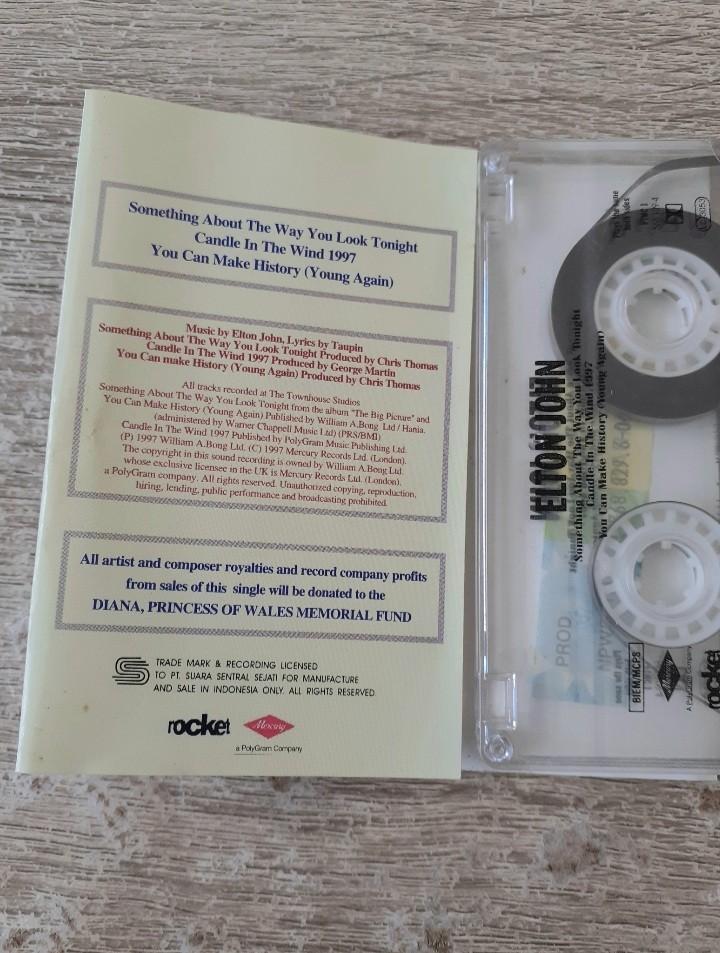 Something About The Way You Look Tonight
Candle In The Wind 1997
You Can Make History (Young Again)
Music by Elton John, Lyrics by Taupin
Something About The Way You Look Tonight Produced by Chris Thomas
Candle In The Wind 1997 Produced by George Martin
You Can make History (Young Again) Produced by Chris Thomas
All tracks recorded at The Townhouse Studios
Something About The Way You Look Tonight from the album "The Big Picture" and
You Can Make History (Young Again) Published by William A.Bong Ltd / Hania.
(administered by Warner Chappell Music Ltd) (PRS/BMI)
Candle In The Wind 1997 Published by PolyGram Music Publishing Ltd.
(P) 1997 William A.Bong Ltd. (C) 1997 Mercury Records Ltd. (London).
The copyright in this sound recording is owned by William A.Bong Ltd.
whose exclusive licensee in the UK is Mercury Records Ltd. (London).
a PolyGram company. All rights reserved. Unauthorized copying, reproduction,
hiring, lending, public performance and broadcasting prohibited.
All artist and composer royalties and record company profits
from sales of this single will be donated to the
DIANA, PRINCESS OF WALES MEMORIAL FUND
TRADE MARK & RECORDING LICENSED
TO PT. SUARA SENTRAL SEJATI FOR MANUFACTURE
AND SALE IN INDONESIA ONLY. ALL RIGHTS RESERVED
rocket
Mercury
a PolyGram Company
ELTON JOHN
Something About The Way You Look Tonight
Candle In The Wind 1997
You Can Make History (Young Again)
PROD.
BIEM/MCPS
Mercury
A PolyGram Company
rocket